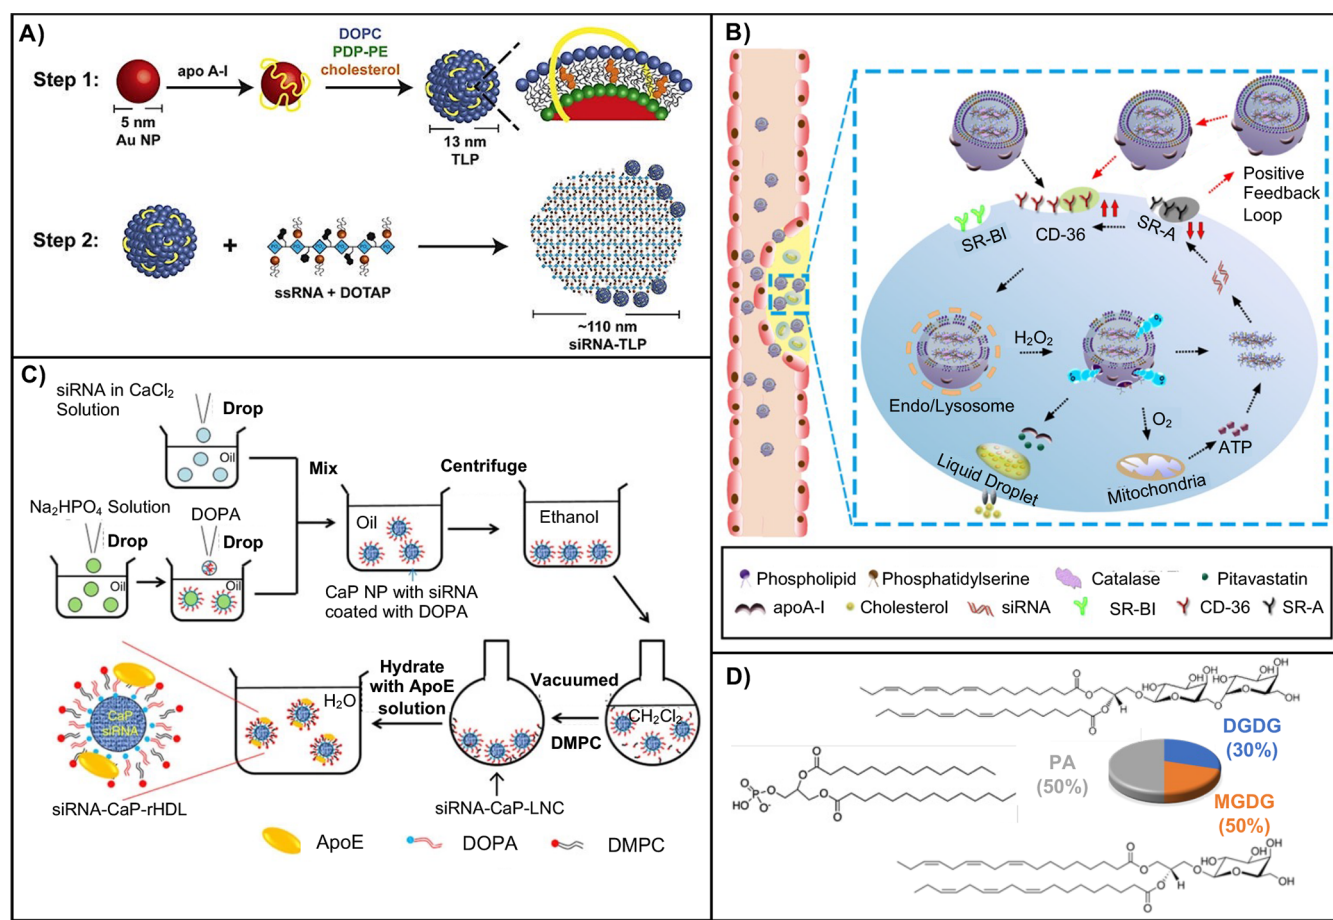 A)
Step 1:
apo A-I
DOPC
PDP-PE
cholesterol
5 nm
Au NP
13 nm
TLP
Step 2:
+
ssRNA + DOTAP
~110 nm
siRNA-TLP
B)
Positive
Feedback
Loop
SR-BI
CD-36
SR-A
H₂O₂
Endo/Lysosome
O₂
ATP
Liquid Droplet
Mitochondria
Phospholipid
Phosphatidylserine
Catalase
Pitavastatin
apoA-I
Cholesterol
siRNA
SR-BI
CD-36
SR-A
C)
siRNA in CaCl₂
Solution
Drop
Oil
Na₂HPO₄ Solution
Drop
Oil
DOPA
Drop
Oil
Mix
Oil
CaP NP with siRNA
coated with DOPA
Centrifuge
Ethanol
CH₂Cl₂
Vacuumed
DMPC
siRNA-CaP-LNC
Hydrate
with ApoE
solution
H₂O
CaP
siRNA
siRNA-CaP-rHDL
ApoE
DOPA
DMPC
D)
DGDG
(30%)
PA
(50%)
MGDG
(50%)